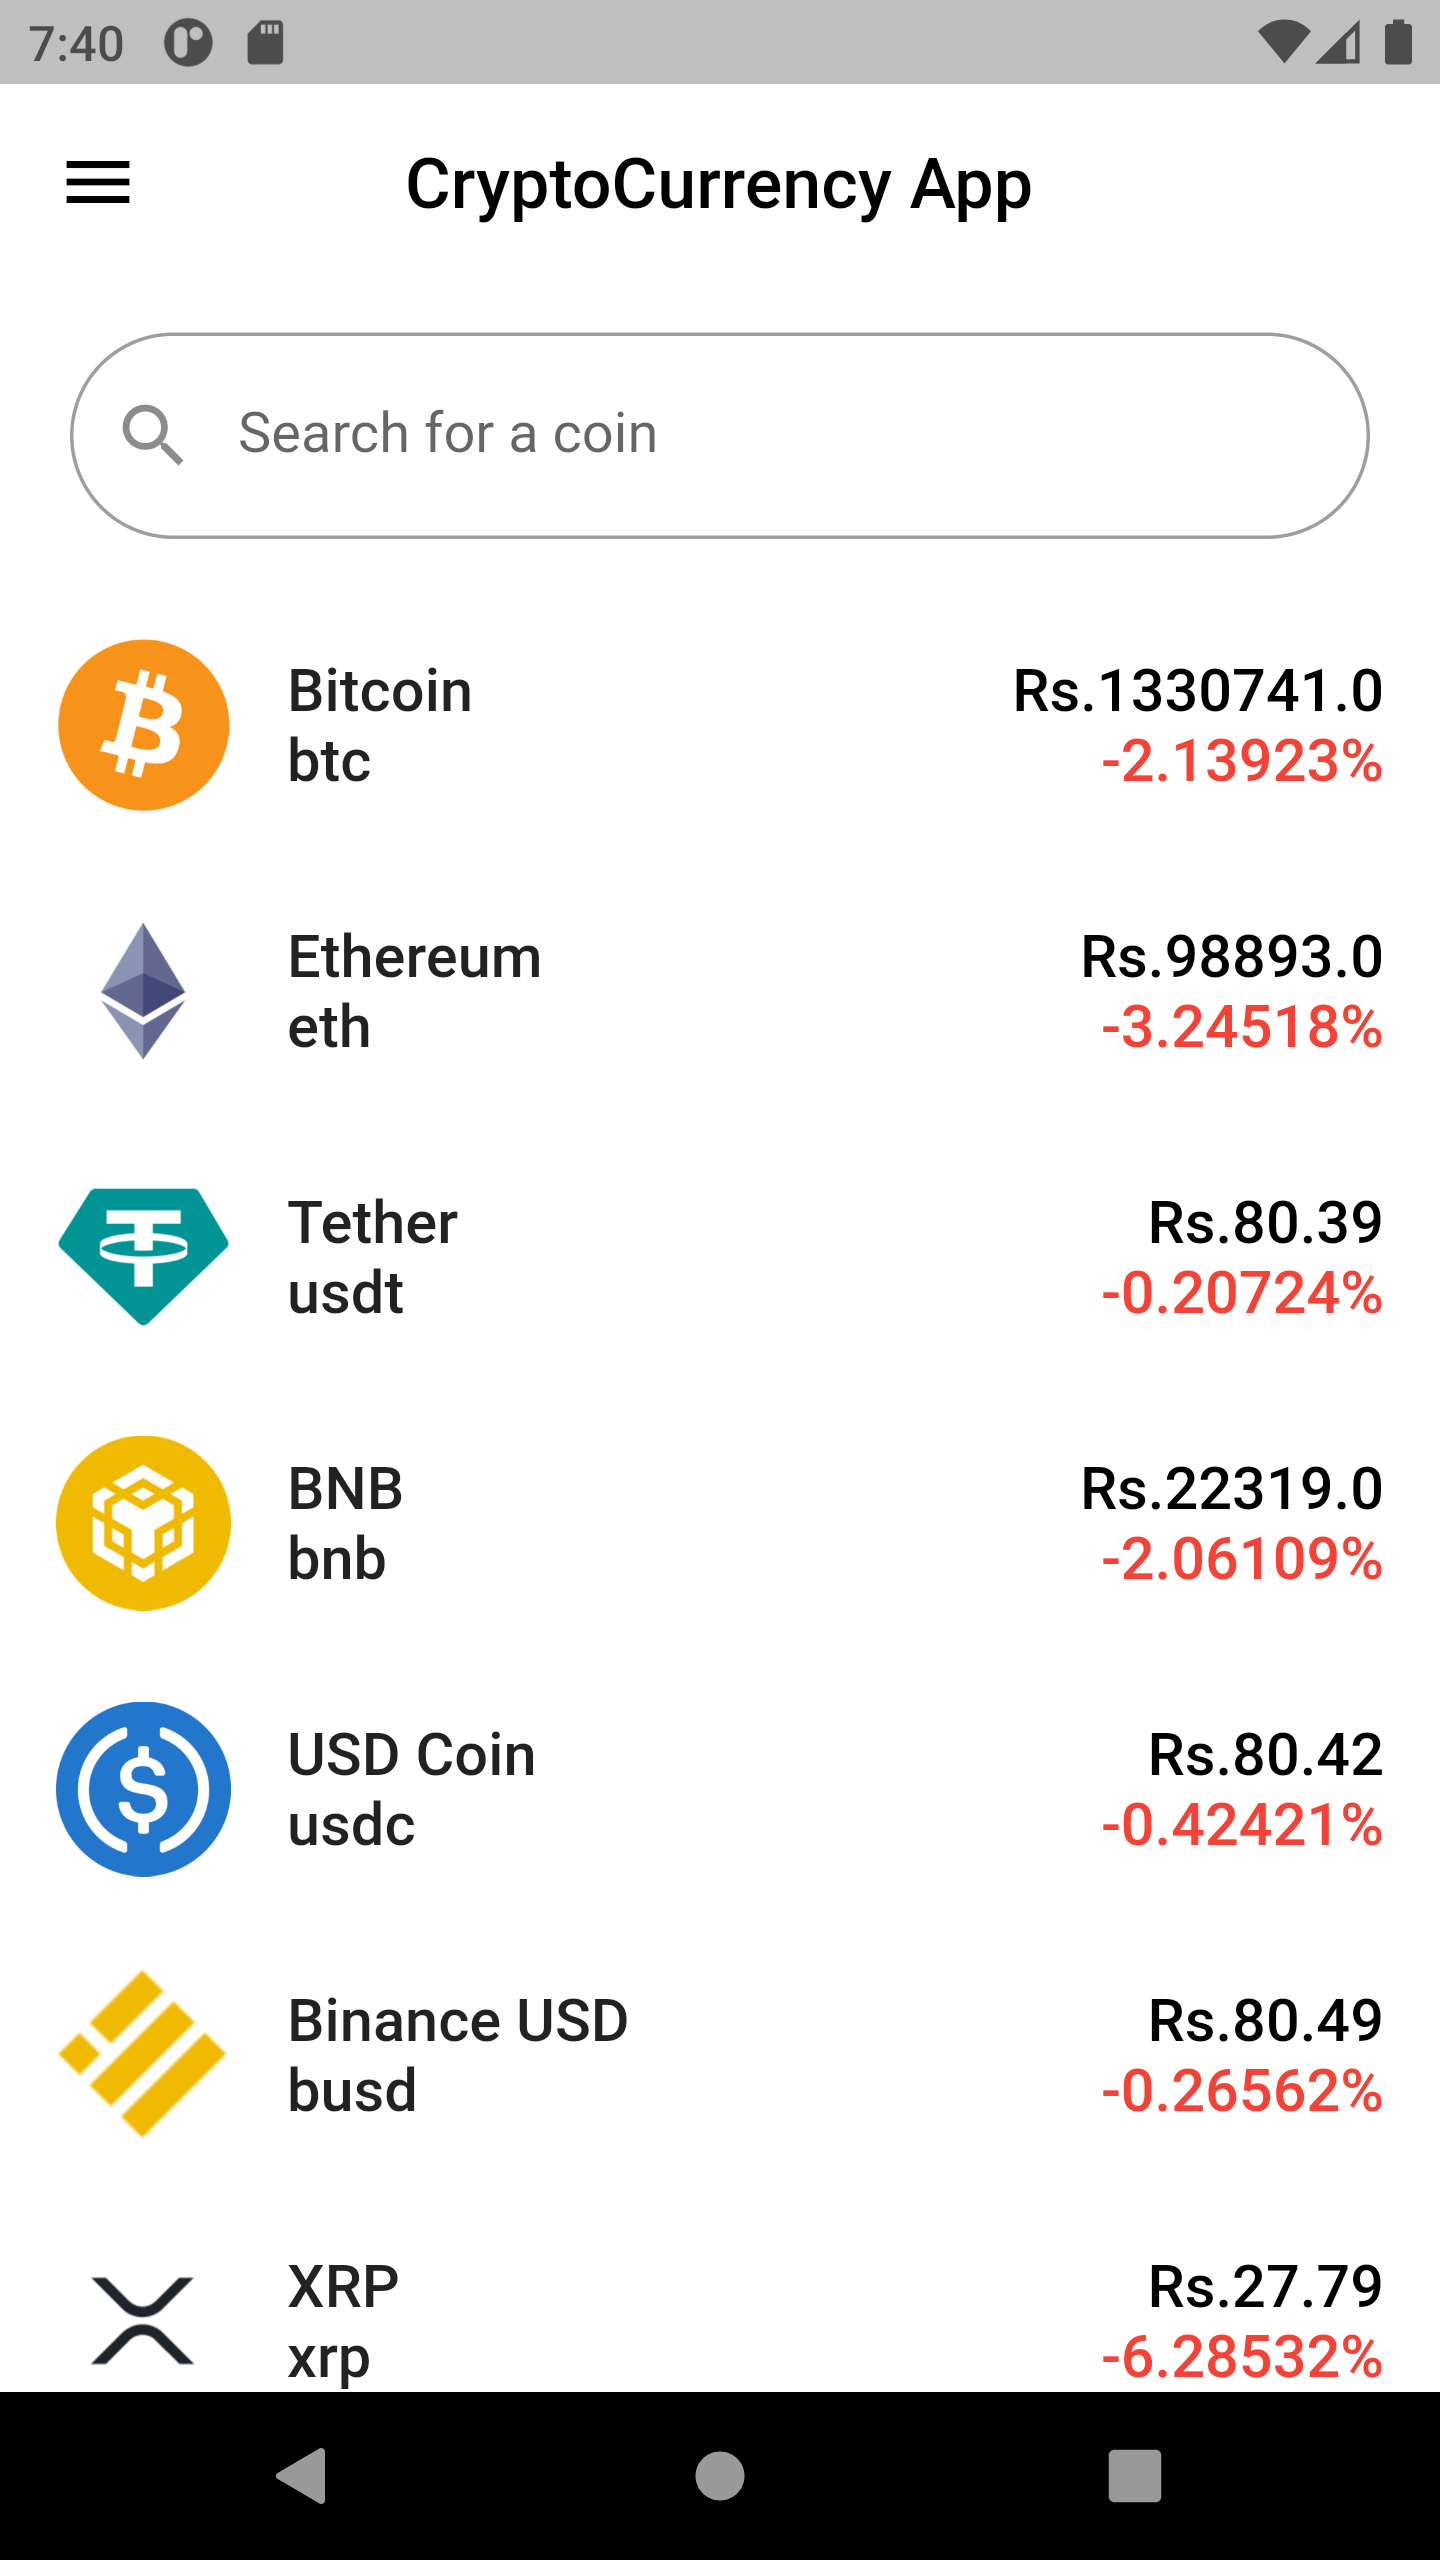 7:40
CryptoCurrency App
Search for a coin
Bitcoin
Rs.1330741.0
btc
-2.13923%
Ethereum
Rs.98893.0
eth
-3.24518%
Tether
Rs.80.39
usdt
-0.20724%
BNB
Rs.22319.0
bnb
-2.06109%
USD Coin
Rs.80.42
usdc
-0.42421%
Binance USD
Rs.80.49
busd
-0.26562%
XRP
Rs.27.79
xrp
-6.28532%